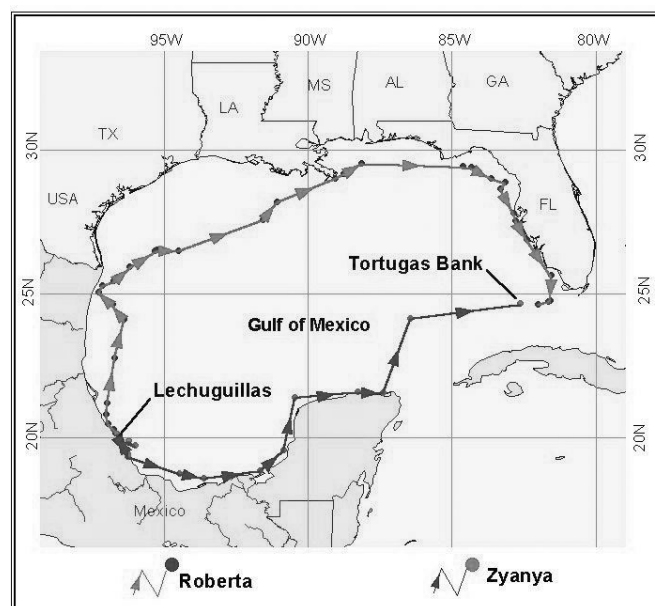 95W 90W 85W 80W
MS AL GA
LA
TX
30N 30N
USA
FL
Tortugas Bank
25N 25N
Gulf of Mexico
Lechuguillas
20N 20N
Mexico
Roberta Zyanya